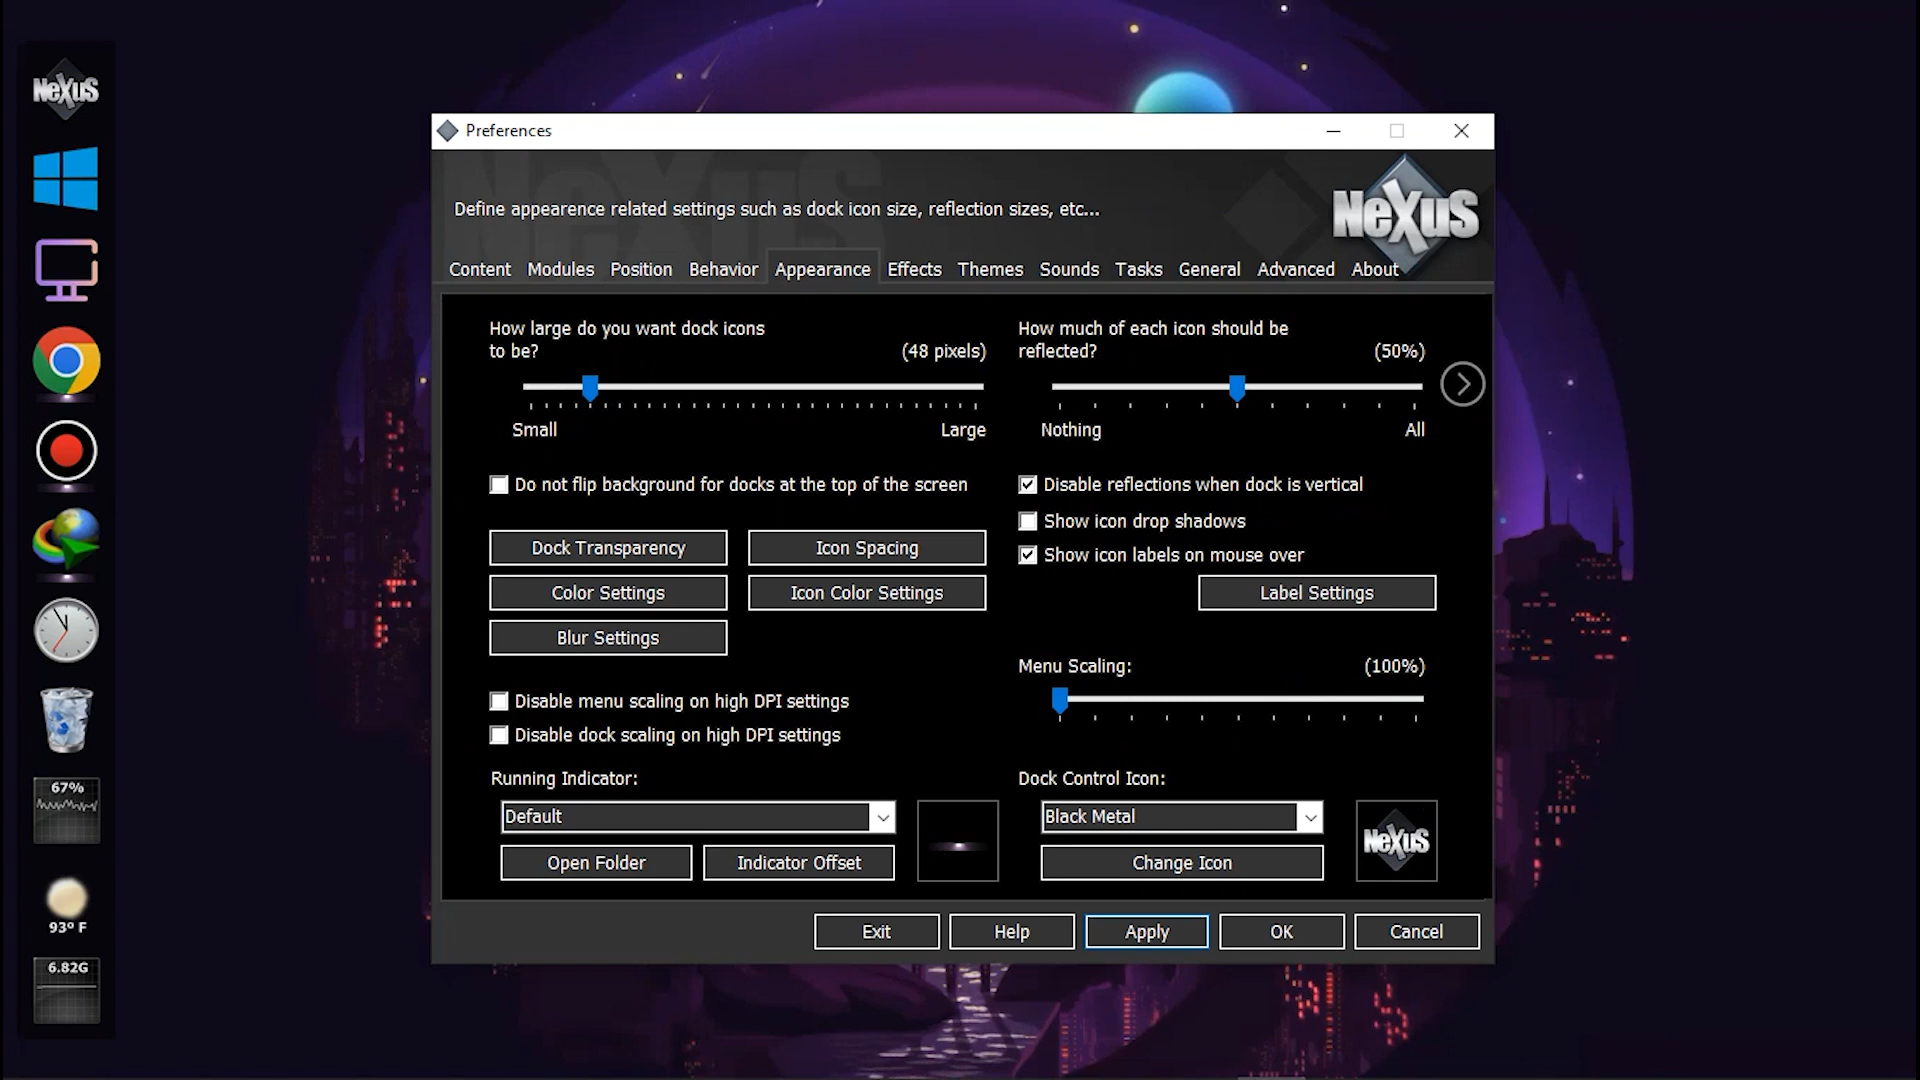 NeXuS
67%
93º F
6.82G
Preferences
Define appearence related settings such as dock icon size, reflection sizes, etc...
NeXuS
Content Modules Position Behavior Appearance Effects Themes Sounds Tasks General Advanced About
How large do you want dock icons
to be? (48 pixels)
Small Large
How much of each icon should be
reflected? (50%)
Nothing All
Do not flip background for docks at the top of the screen
Disable reflections when dock is vertical
Show icon drop shadows
Show icon labels on mouse over
Dock Transparency Icon Spacing
Color Settings Icon Color Settings
Label Settings
Blur Settings
Menu Scaling: (100%)
Disable menu scaling on high DPI settings
Disable dock scaling on high DPI settings
Running Indicator:
Default
Open Folder Indicator Offset
Dock Control Icon:
Black Metal
Change Icon
NeXuS
Exit Help Apply OK Cancel